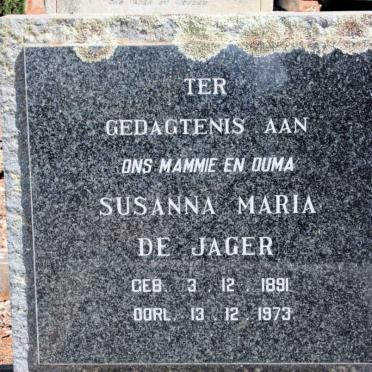 TER
GEDAGTENIS AAN
ONS MAMMIE EN OUMA
SUSANNA MARIA
DE JAGER
GEB. 3.12.1891
OORL. 13.12.1973